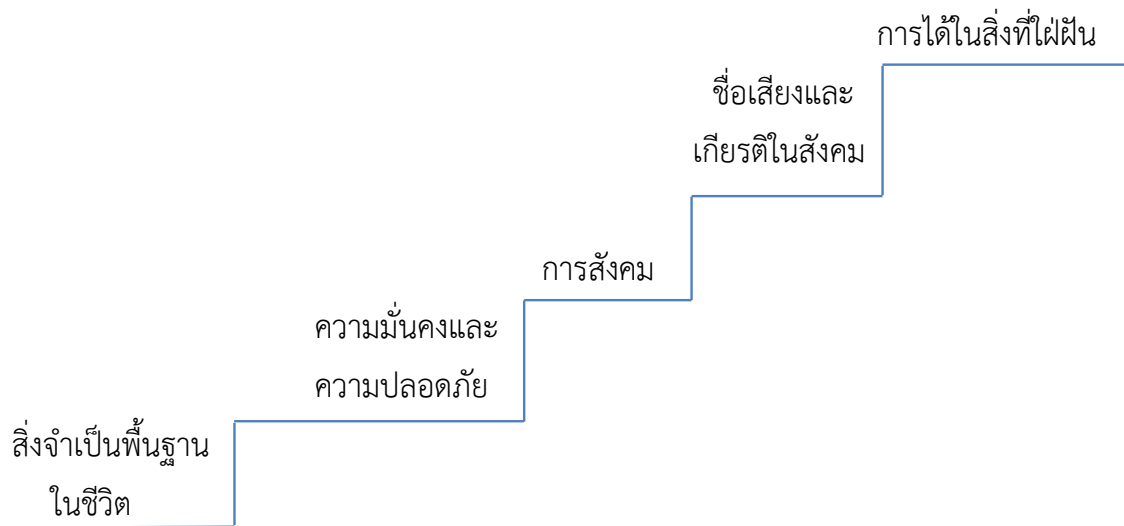 การได้ในสิ่งที่ใฝ่ฝัน
ชื่อเสียงและ
เกียรติในสังคม
การสังคม
ความมั่นคงและ
ความปลอดภัย
สิ่งจำเป็นพื้นฐาน
ในชีวิต